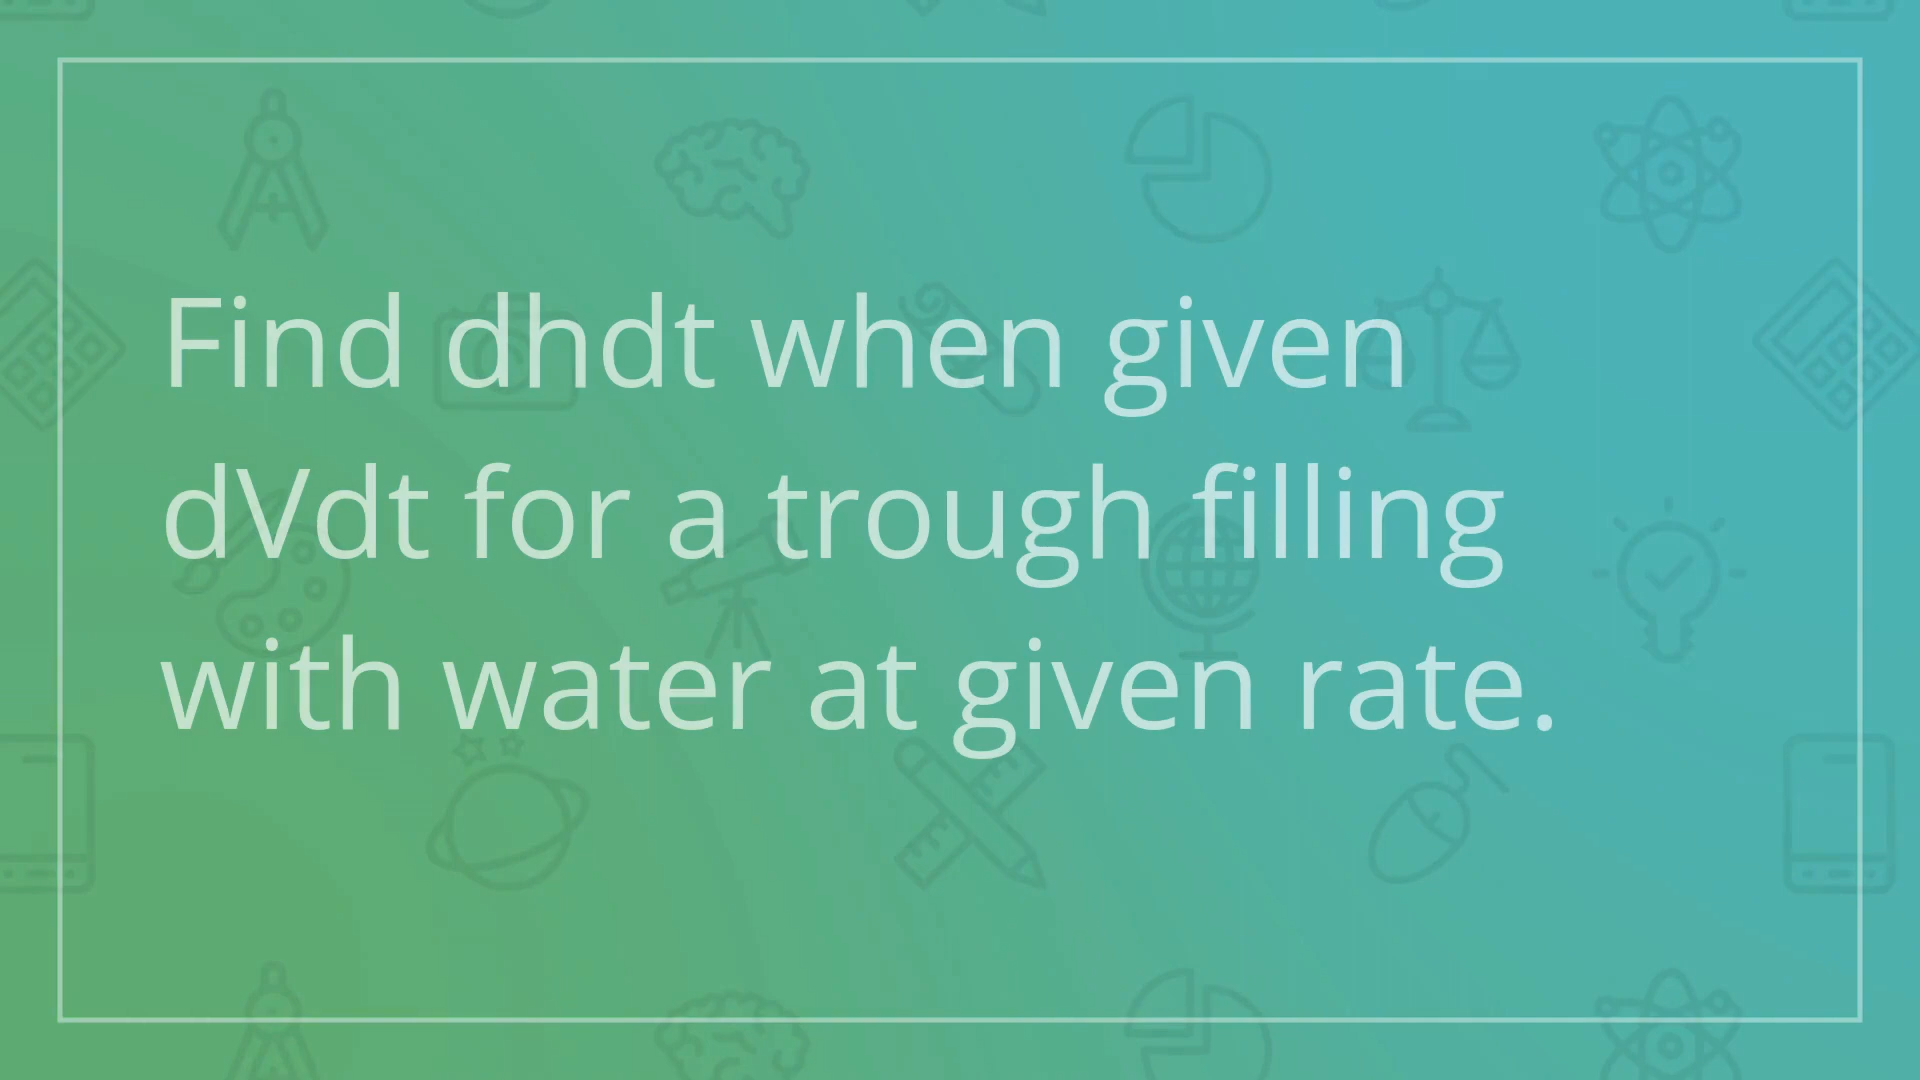 Find dhdt when given
dVdt for a trough filling
with water at given rate.